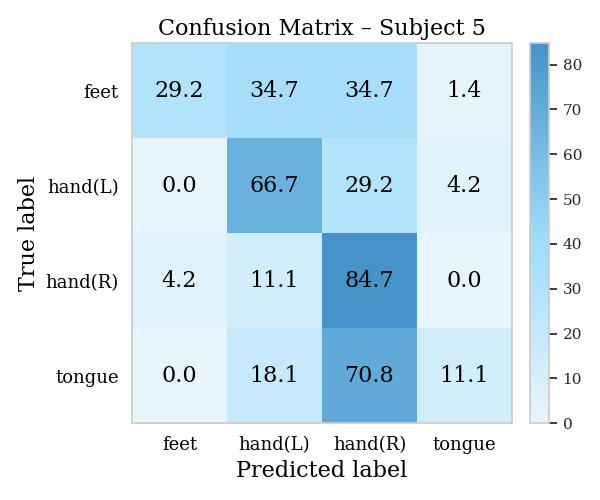 Confusion Matrix – Subject 5
feet 29.2 34.7 34.7 1.4
hand(L) 0.0 66.7 29.2 4.2
hand(R) 4.2 11.1 84.7 0.0
tongue 0.0 18.1 70.8 11.1
feet hand(L) hand(R) tongue
Predicted label
True label
80
70
60
50
40
30
20
10
0